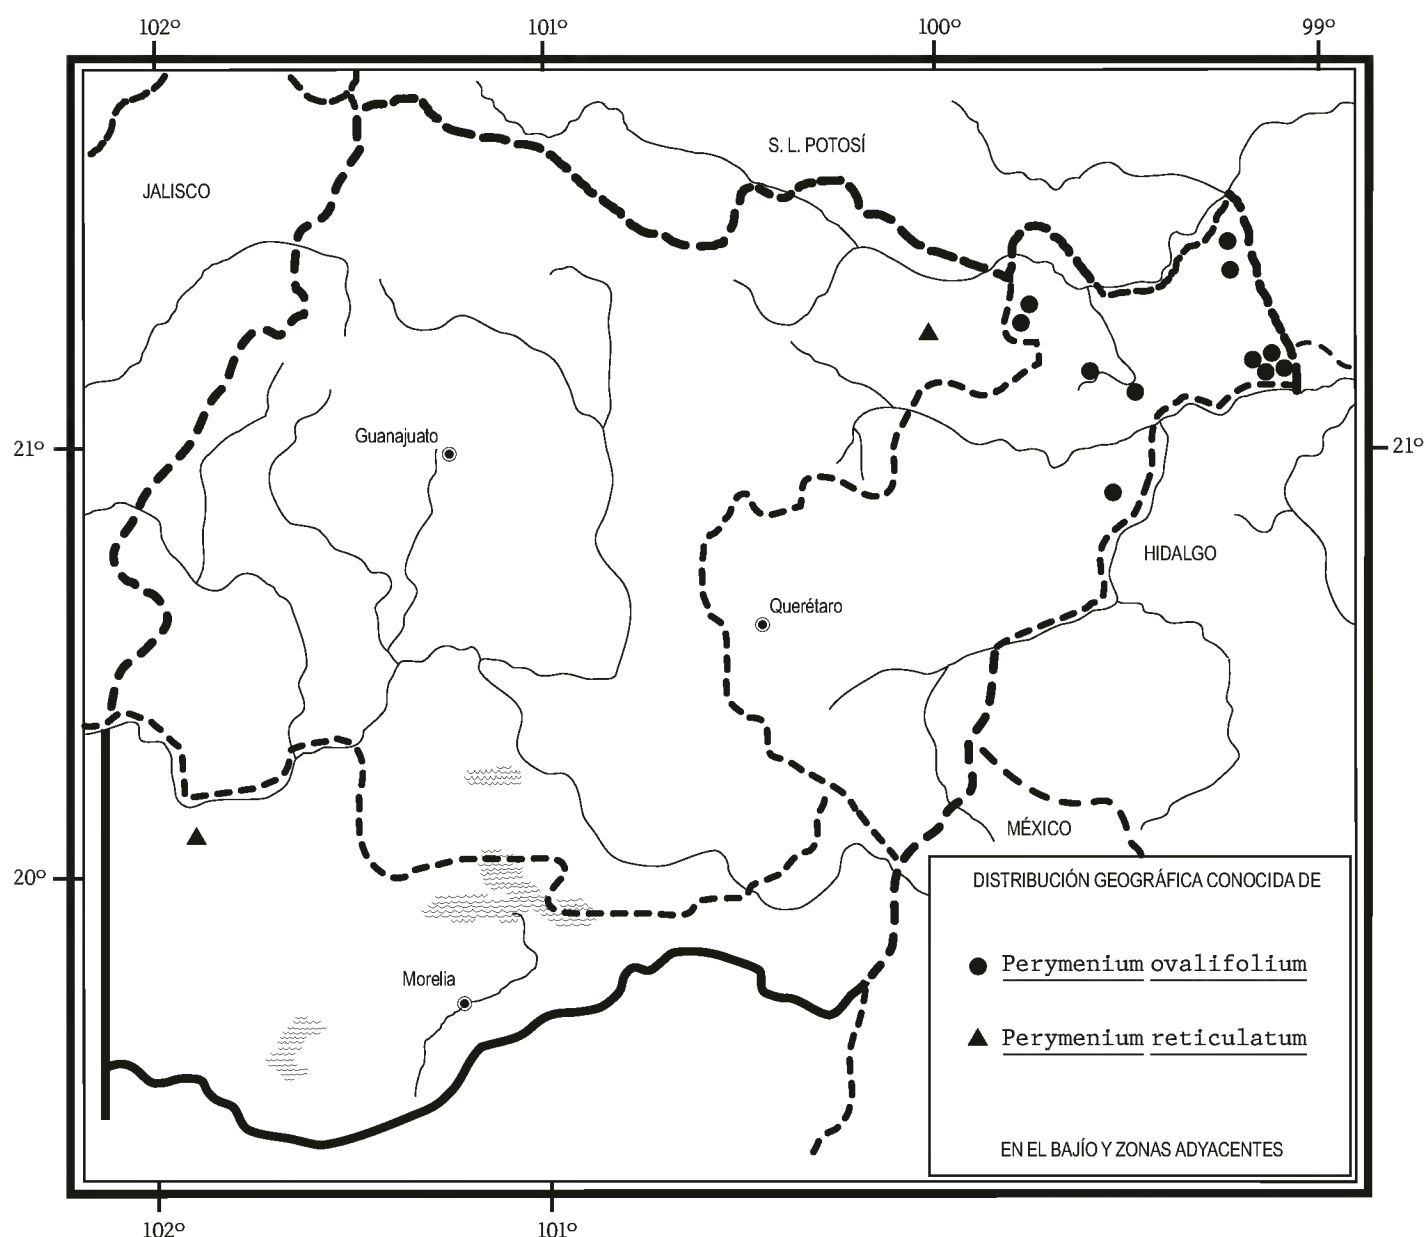 102° 101° 100° 99°
S. L. POTOSÍ
JALISCO
Guanajuato
21° 21°
HIDALGO
Querétaro
MÉXICO
20°
DISTRIBUCIÓN GEOGRÁFICA CONOCIDA DE
Perymenium ovalifolium
Morelia
Perymenium reticulatum
EN EL BAJÍO Y ZONAS ADYACENTES
102° 101°